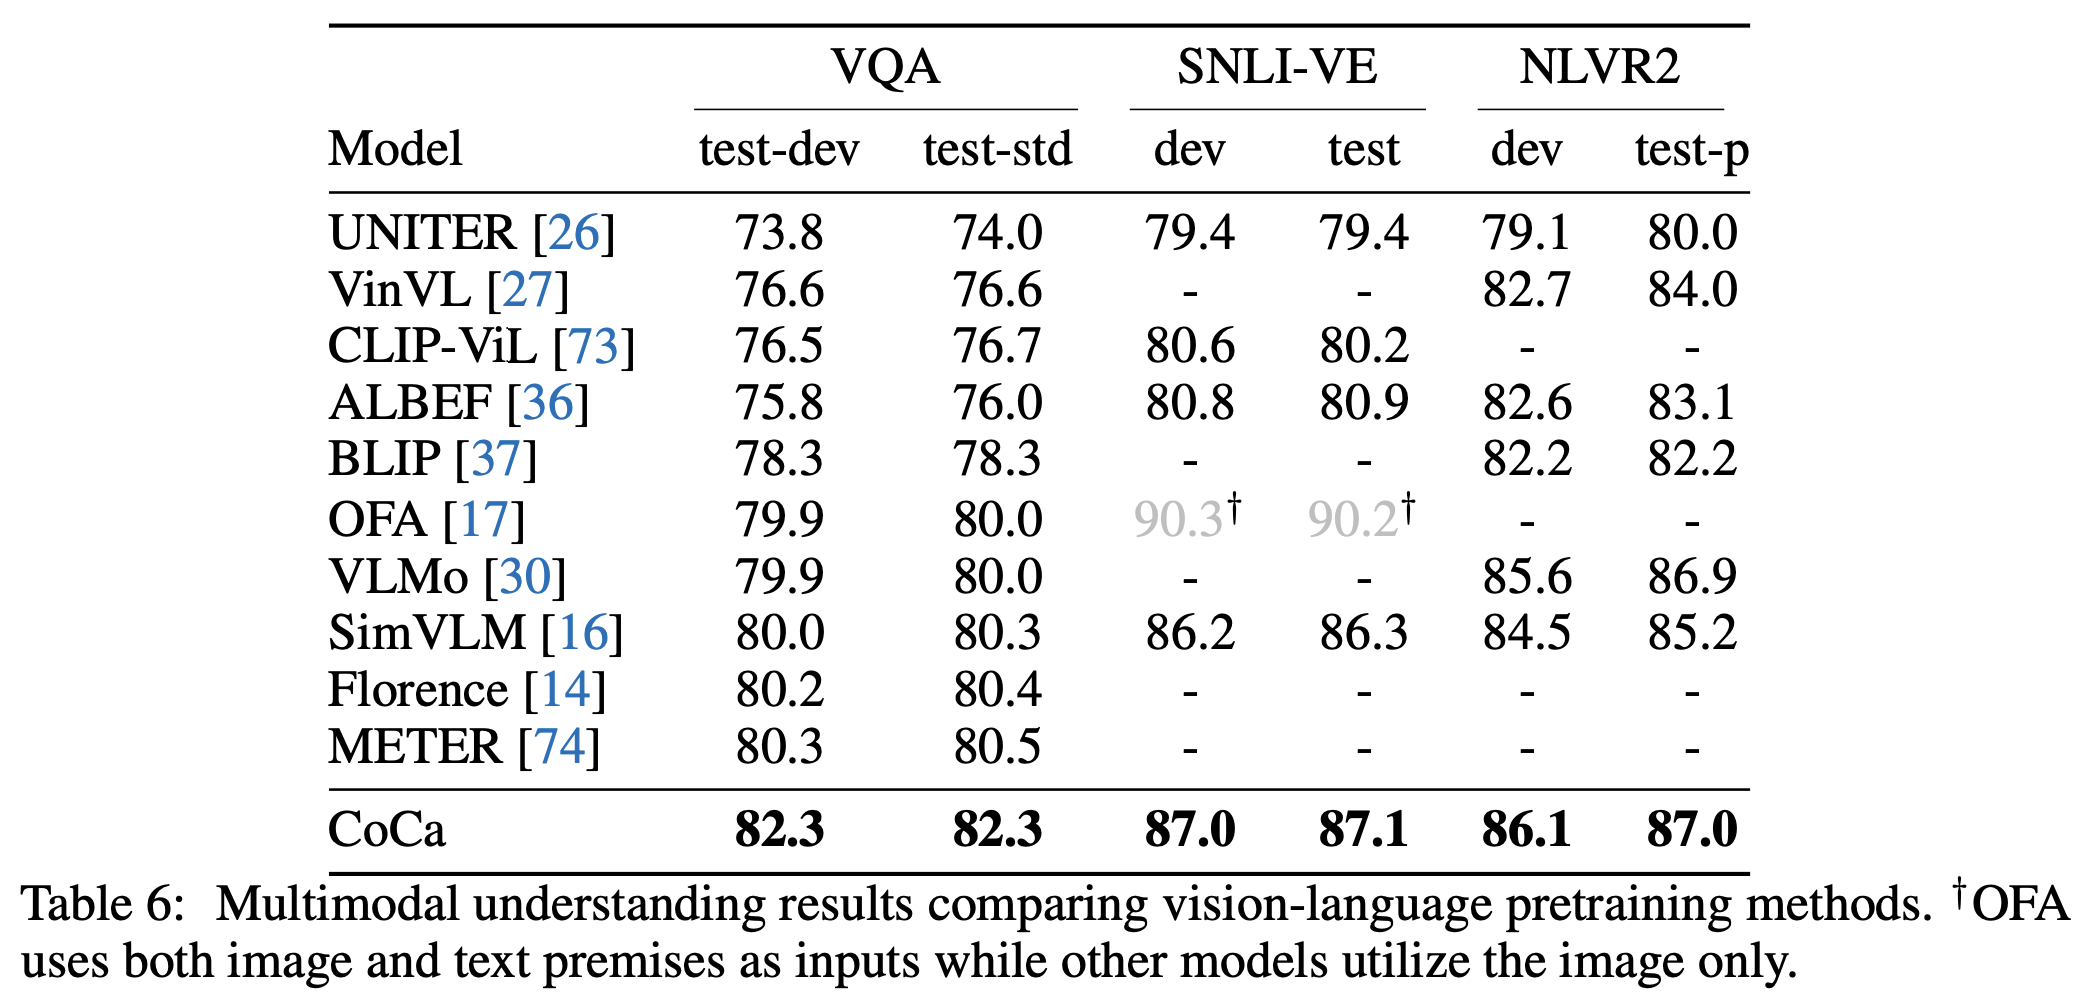 VQA SNLI-VE NLVR2
Model test-dev test-std dev test dev test-p
UNITER [26] 73.8 74.0 79.4 79.4 79.1 80.0
VinVL [27] 76.6 76.6 - - 82.7 84.0
CLIP-ViL [73] 76.5 76.7 80.6 80.2 - -
ALBEF [36] 75.8 76.0 80.8 80.9 82.6 83.1
BLIP [37] 78.3 78.3 - - 82.2 82.2
OFA [17] 79.9 80.0 90.3† 90.2† - -
VLMo [30] 79.9 80.0 - - 85.6 86.9
SimVLM [16] 80.0 80.3 86.2 86.3 84.5 85.2
Florence [14] 80.2 80.4 - - - -
METER [74] 80.3 80.5 - - - -
CoCa 82.3 82.3 87.0 87.1 86.1 87.0
Table 6: Multimodal understanding results comparing vision-language pretraining methods. †OFA
uses both image and text premises as inputs while other models utilize the image only.